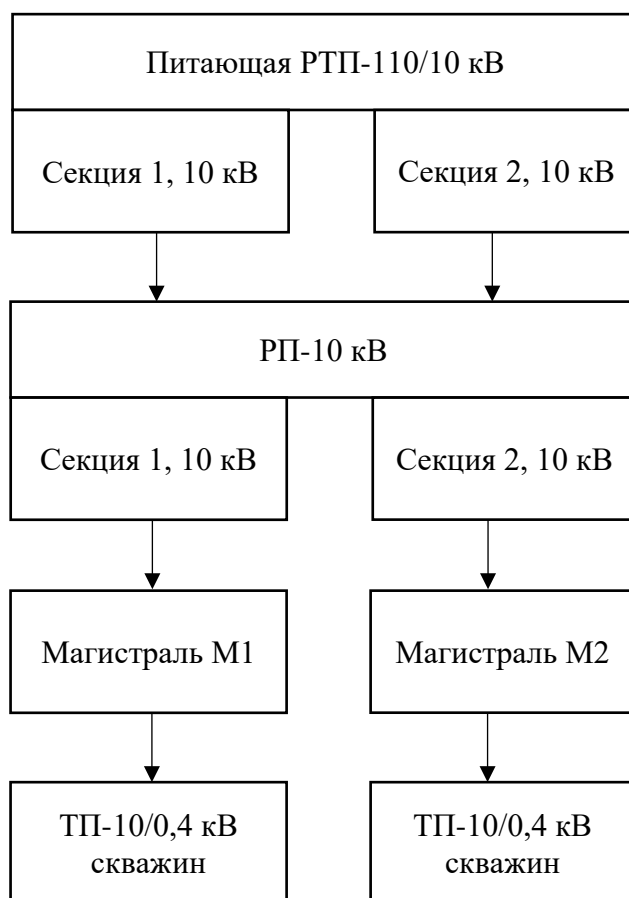 Питающая РТП-110/10 кВ
Секция 1, 10 кВ
Секция 2, 10 кВ
РП-10 кВ
Секция 1, 10 кВ
Секция 2, 10 кВ
Магистраль М1
Магистраль М2
ТП-10/0,4 кВ
скважин
ТП-10/0,4 кВ
скважин